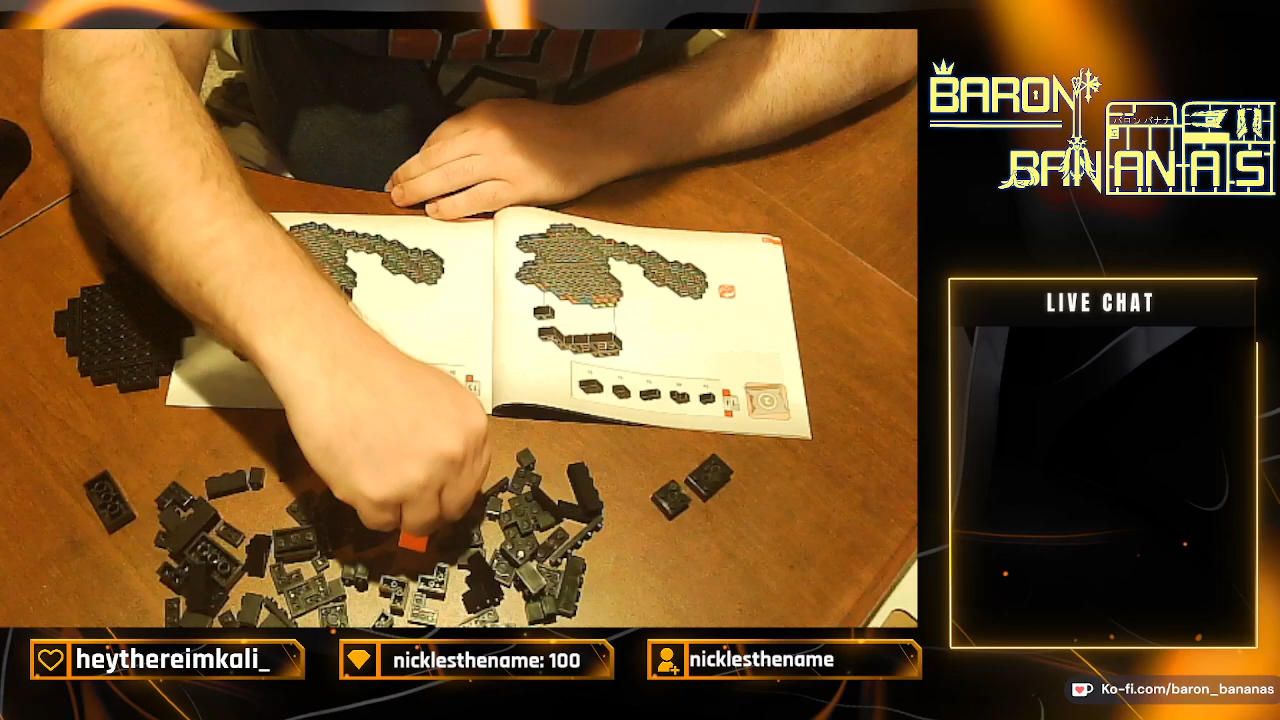 BARON
バロンバナナ
BANANAS
LIVE CHAT
heythereimkali_
nicklesthename: 100
nicklesthename
Ko-fi.com/baron_bananas